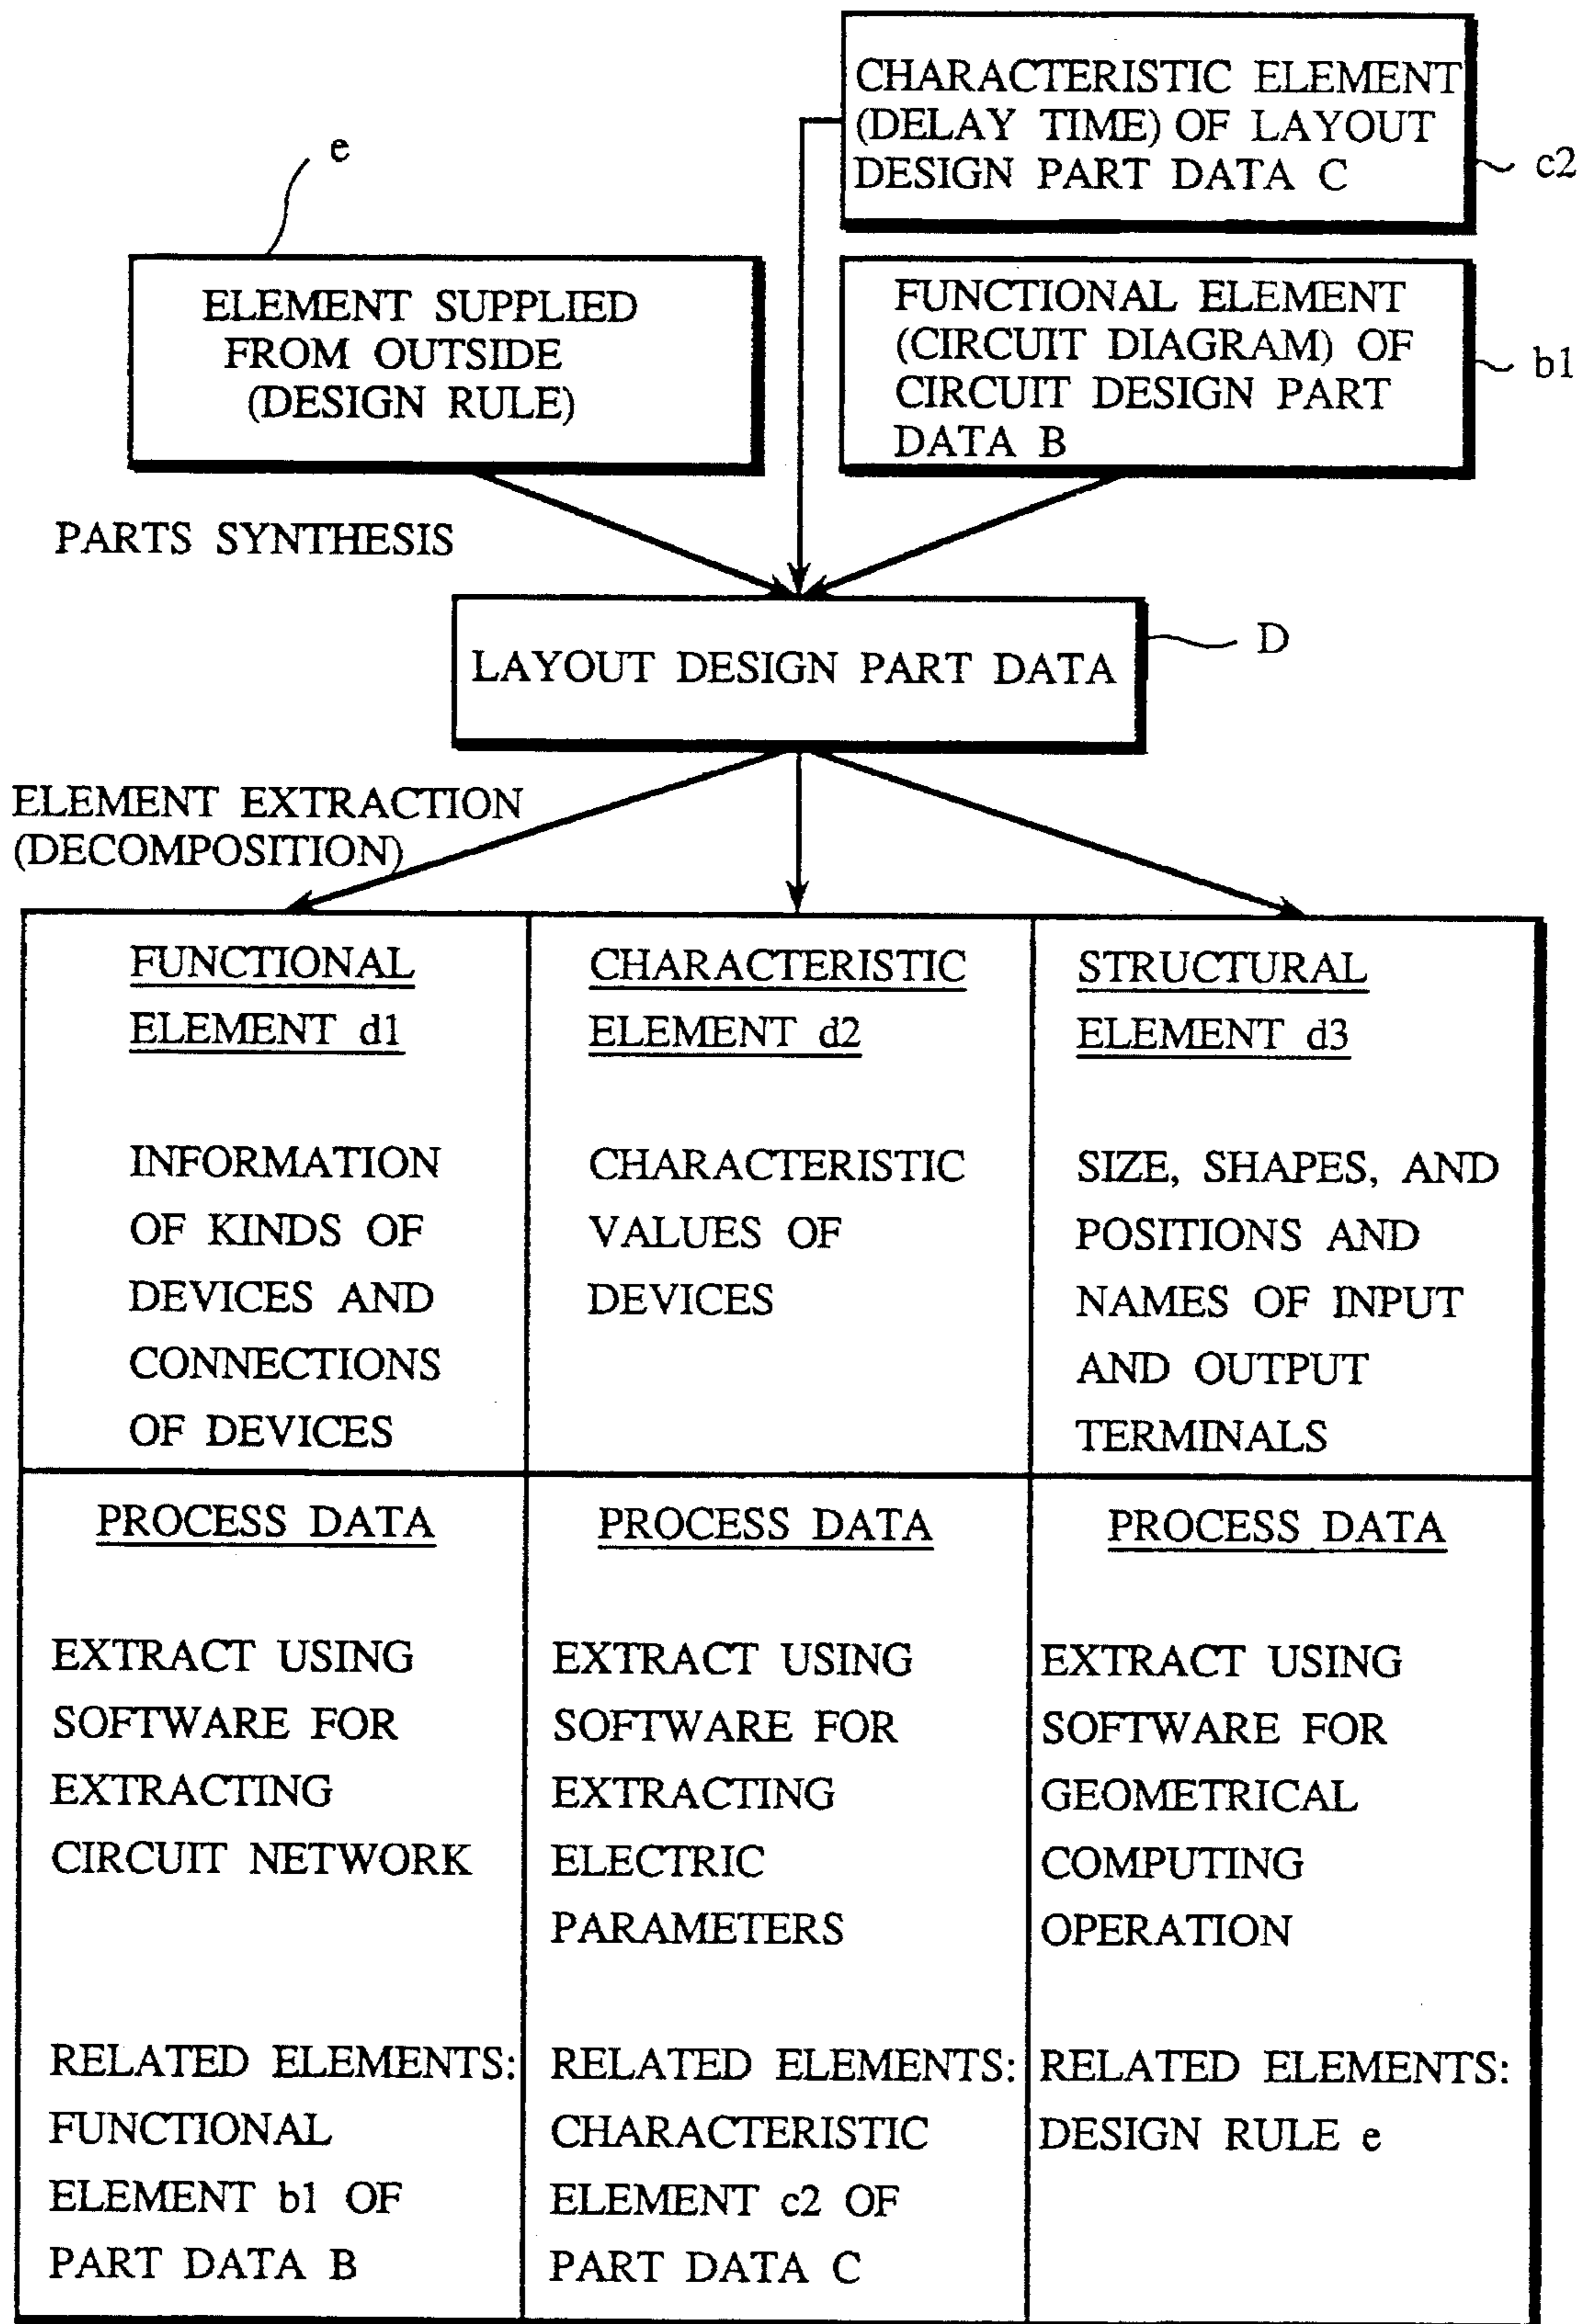 CHARACTERISTIC ELEMENT
(DELAY TIME) OF LAYOUT
DESIGN PART DATA C
c2
e
ELEMENT SUPPLIED
FROM OUTSIDE
(DESIGN RULE)
FUNCTIONAL ELEMENT
(CIRCUIT DIAGRAM) OF
CIRCUIT DESIGN PART
DATA B
b1
PARTS SYNTHESIS
LAYOUT DESIGN PART DATA
D
ELEMENT EXTRACTION
(DECOMPOSITION)
FUNCTIONAL
ELEMENT d1
INFORMATION
OF KINDS OF
DEVICES AND
CONNECTIONS
OF DEVICES
CHARACTERISTIC
ELEMENT d2
CHARACTERISTIC
VALUES OF
DEVICES
STRUCTURAL
ELEMENT d3
SIZE, SHAPES, AND
POSITIONS AND
NAMES OF INPUT
AND OUTPUT
TERMINALS
PROCESS DATA
EXTRACT USING
SOFTWARE FOR
EXTRACTING
CIRCUIT NETWORK
RELATED ELEMENTS:
FUNCTIONAL
ELEMENT b1 OF
PART DATA B
PROCESS DATA
EXTRACT USING
SOFTWARE FOR
EXTRACTING
ELECTRIC
PARAMETERS
RELATED ELEMENTS:
CHARACTERISTIC
ELEMENT c2 OF
PART DATA C
PROCESS DATA
EXTRACT USING
SOFTWARE FOR
GEOMETRICAL
COMPUTING
OPERATION
RELATED ELEMENTS:
DESIGN RULE e